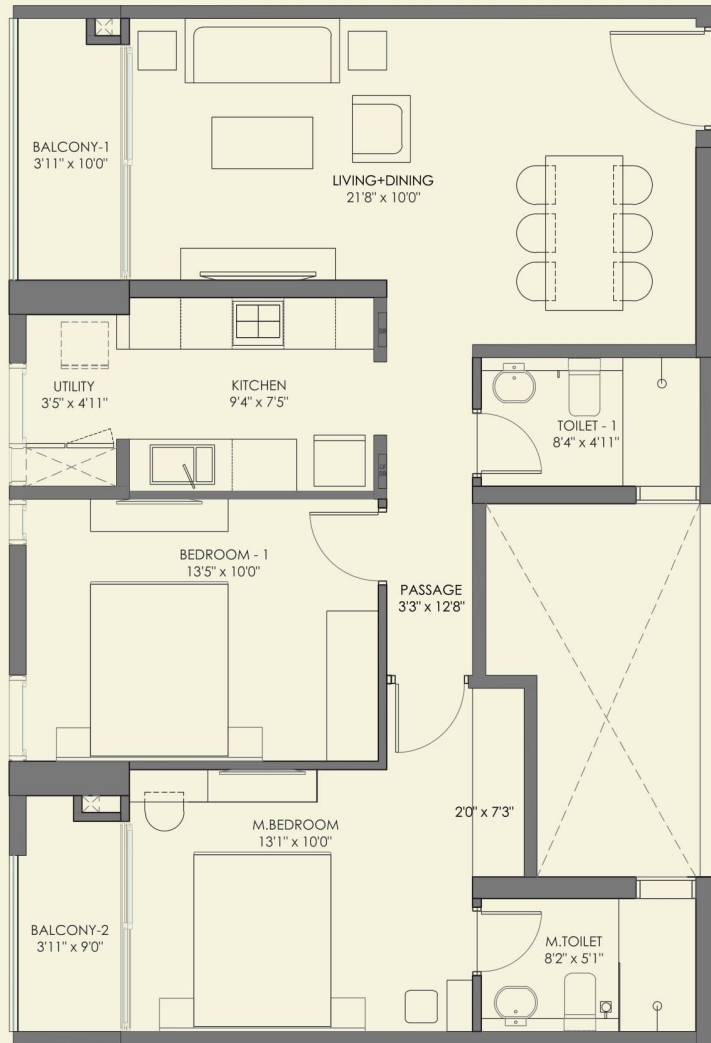 BALCONY-1
3'11" x 10'0"
LIVING+DINING
21'8" x 10'0"
UTILITY
3'5" x 4'11"
KITCHEN
9'4" x 7'5"
TOILET - 1
8'4" x 4'11"
BEDROOM - 1
13'5" x 10'0"
PASSAGE
3'3" x 12'8"
2'0" x 7'3"
M.BEDROOM
13'1" x 10'0"
BALCONY-2
3'11" x 9'0"
M.TOILET
8'2" x 5'1"